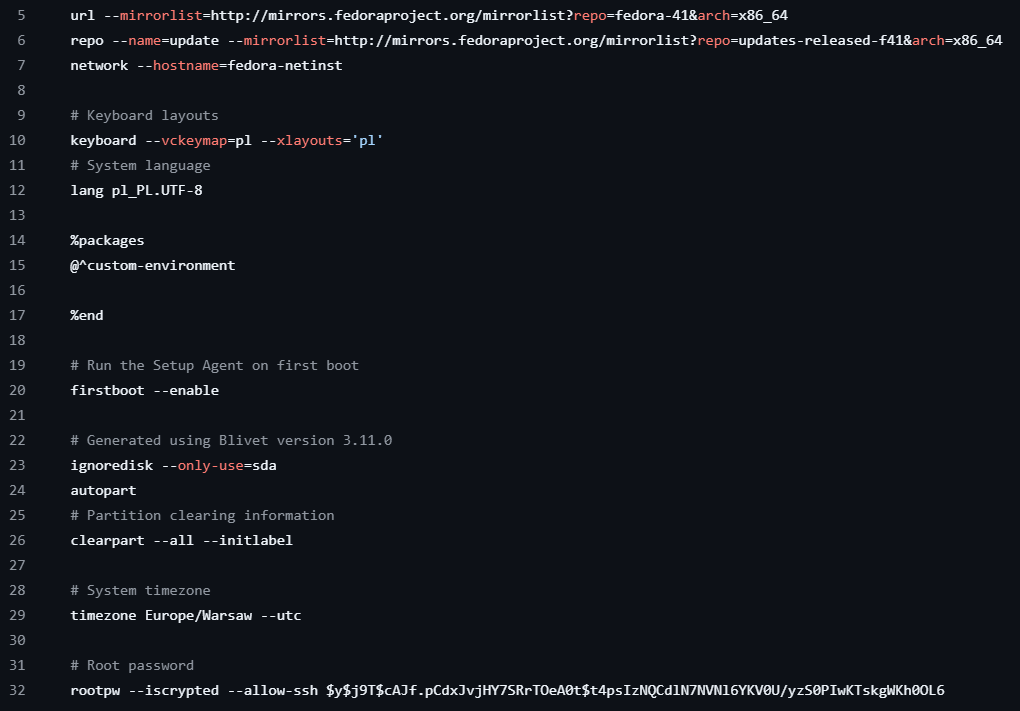 5 url --mirrorlist=http://mirrors.fedoraproject.org/mirrorlist?repo=fedora-41&arch=x86_64
6 repo --name=update --mirrorlist=http://mirrors.fedoraproject.org/mirrorlist?repo=updates-released-f41&arch=x86_64
7 network --hostname=fedora-netinst
8
9 # Keyboard layouts
10 keyboard --vckeymap=pl --xlayouts='pl'
11 # System language
12 lang pl_PL.UTF-8
13
14 %packages
15 @^custom-environment
16
17 %end
18
19 # Run the Setup Agent on first boot
20 firstboot --enable
21
22 # Generated using Blivet version 3.11.0
23 ignoredisk --only-use=sda
24 autopart
25 # Partition clearing information
26 clearpart --all --initlabel
27
28 # System timezone
29 timezone Europe/Warsaw --utc
30
31 # Root password
32 rootpw --iscrypted --allow-ssh $y$j9T$cAJf.pCdxJvjHY7SRrTOeA0t$t4psIzNQCdlN7NVNl6YKV0U/yzS0PIwKTskgWKh0OL6